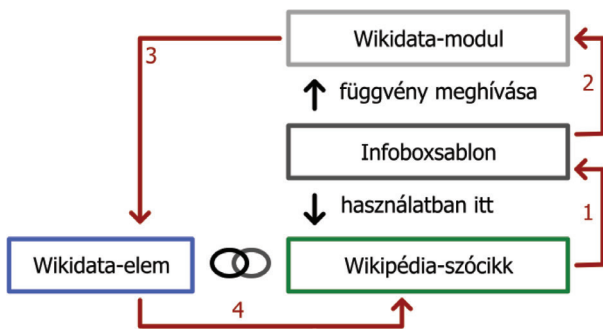 Wikidata-modul
3
függvény meghívása
2
Infoboxsablon
használatban itt
1
Wikidata-elem
Wikipédia-szócikk
4